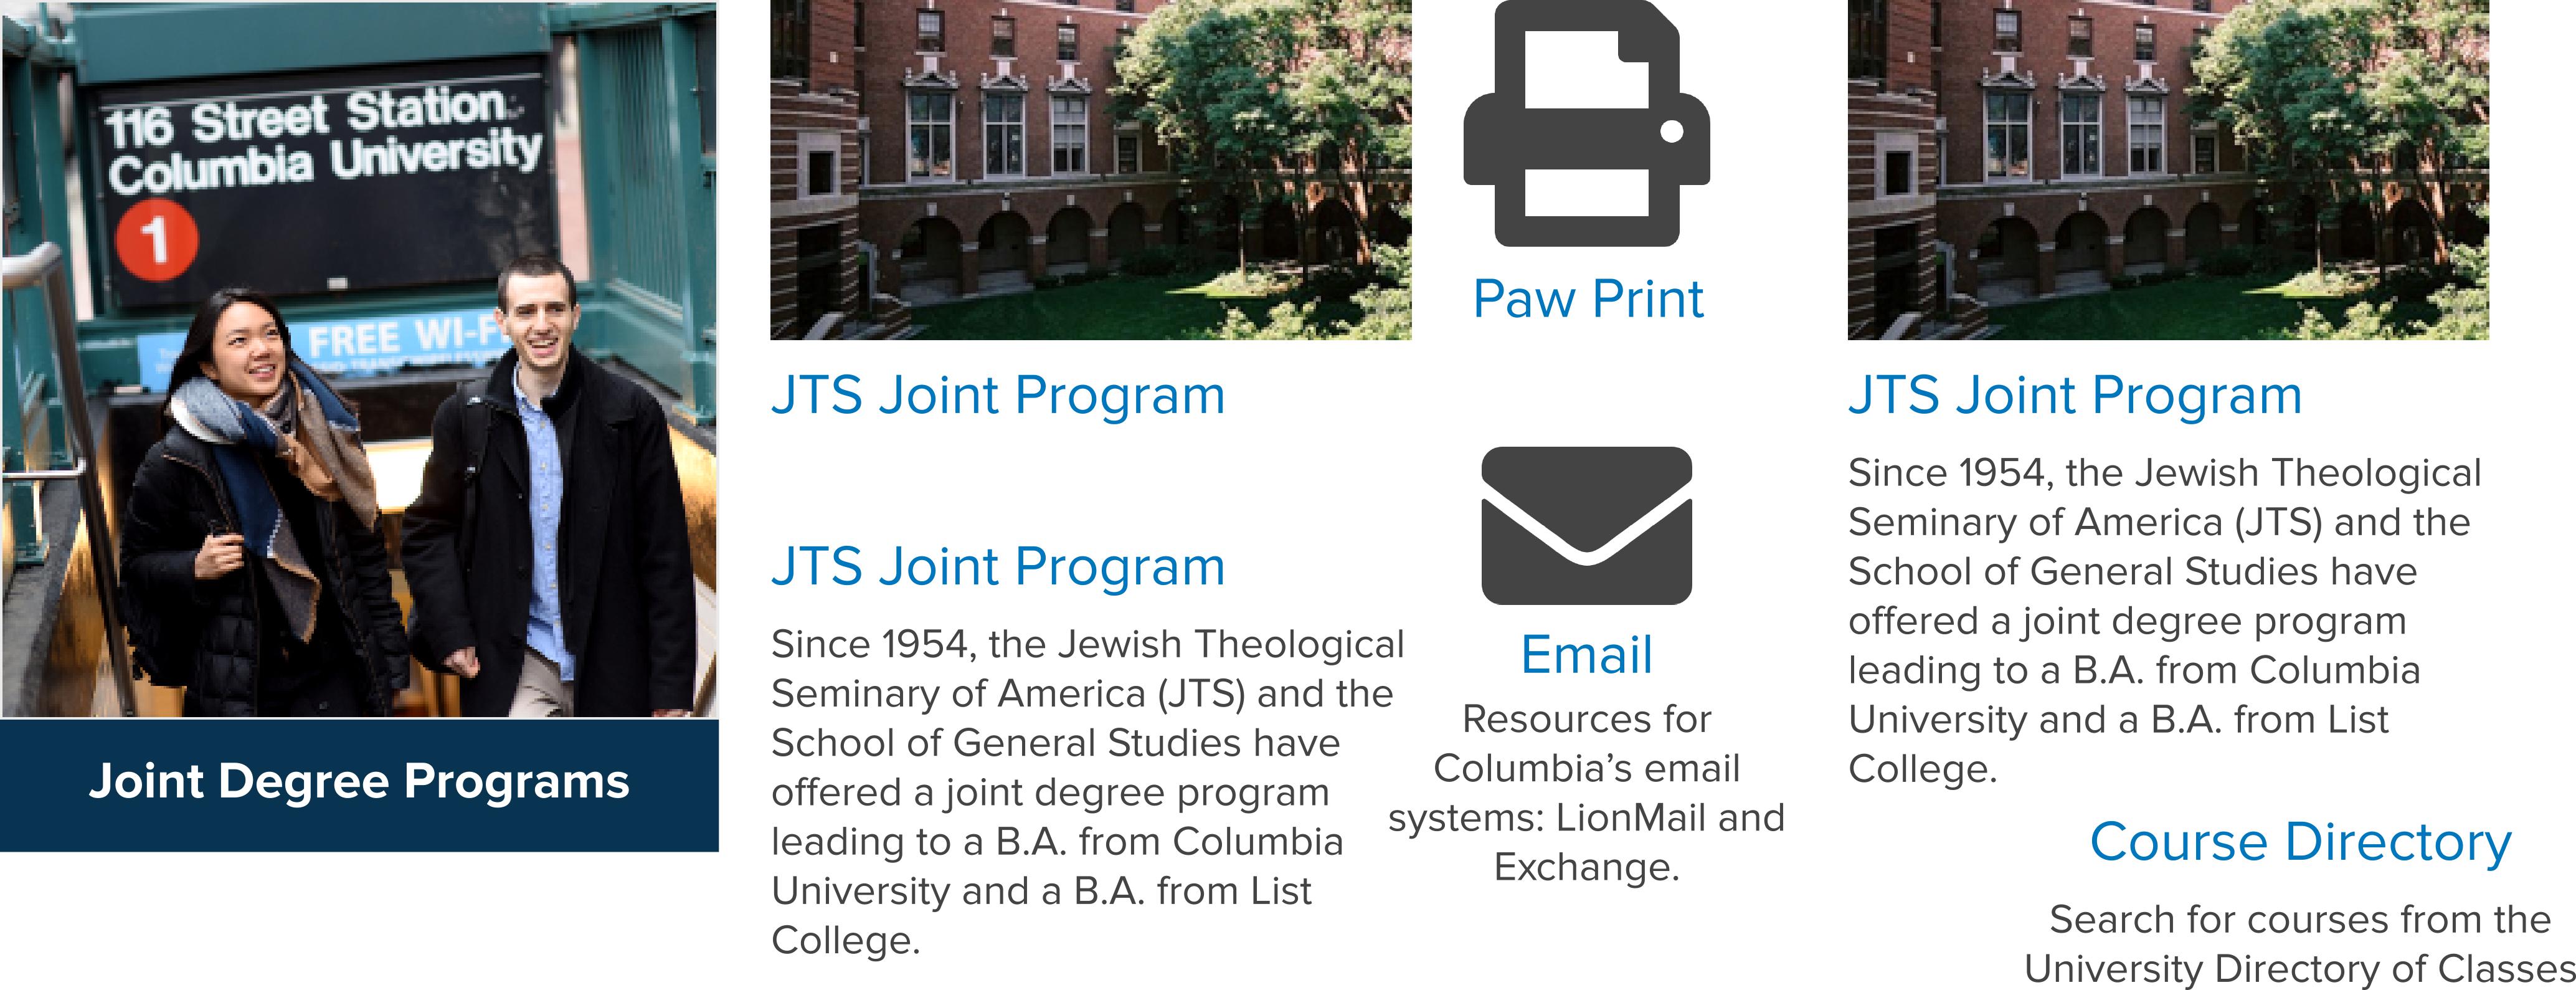 116 Street Station
Columbia University
1
FREE WI-F
Joint Degree Programs
JTS Joint Program
JTS Joint Program
Since 1954, the Jewish Theological
Seminary of America (JTS) and the
School of General Studies have
offered a joint degree program
leading to a B.A. from Columbia
University and a B.A. from List
College.
Paw Print
Email
Resources for
Columbia’s email
systems: LionMail and
Exchange.
JTS Joint Program
Since 1954, the Jewish Theological
Seminary of America (JTS) and the
School of General Studies have
offered a joint degree program
leading to a B.A. from Columbia
University and a B.A. from List
College.
Course Directory
Search for courses from the
University Directory of Classes